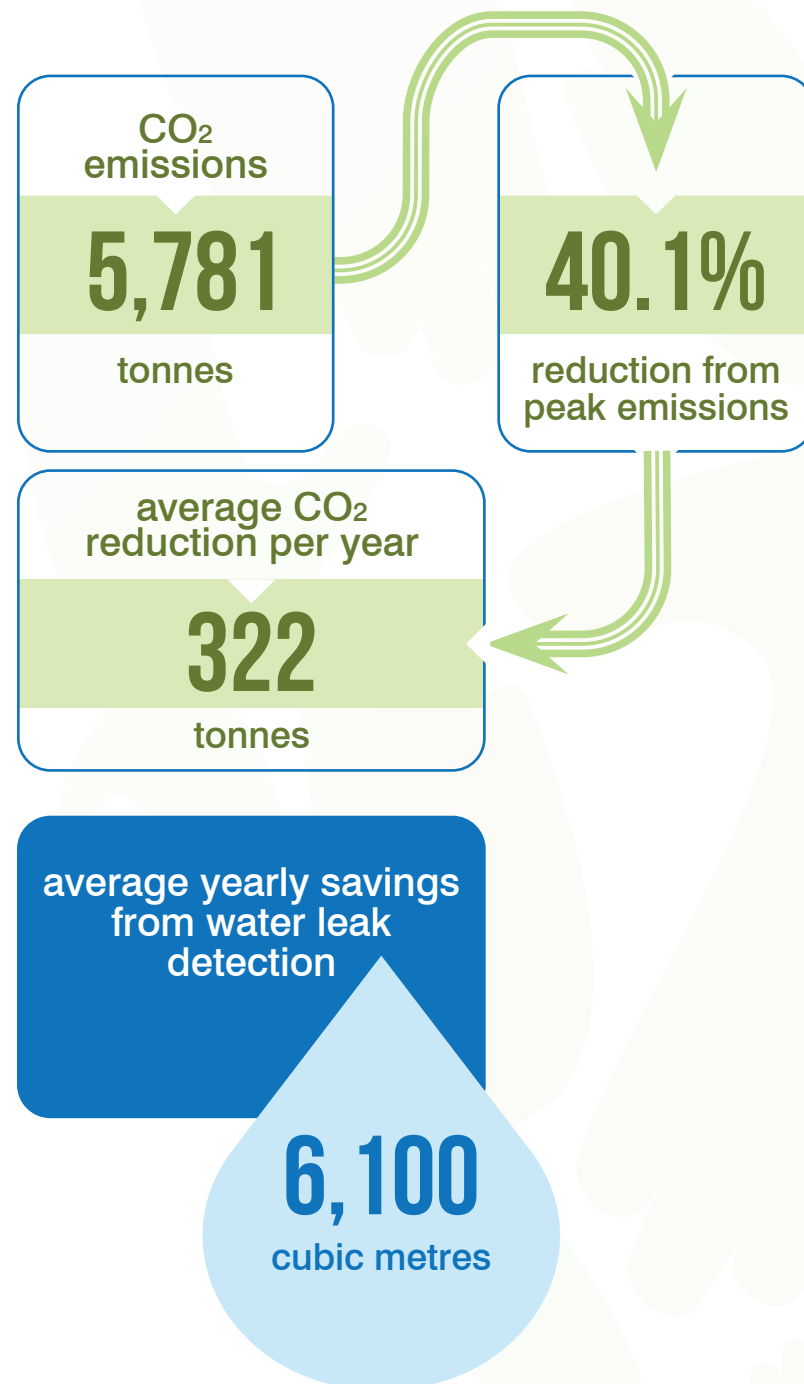 CO₂
emissions
5,781
tonnes
40.1%
reduction from
peak emissions
average CO₂
reduction per year
322
tonnes
average yearly savings
from water leak
detection
6,100
cubic metres